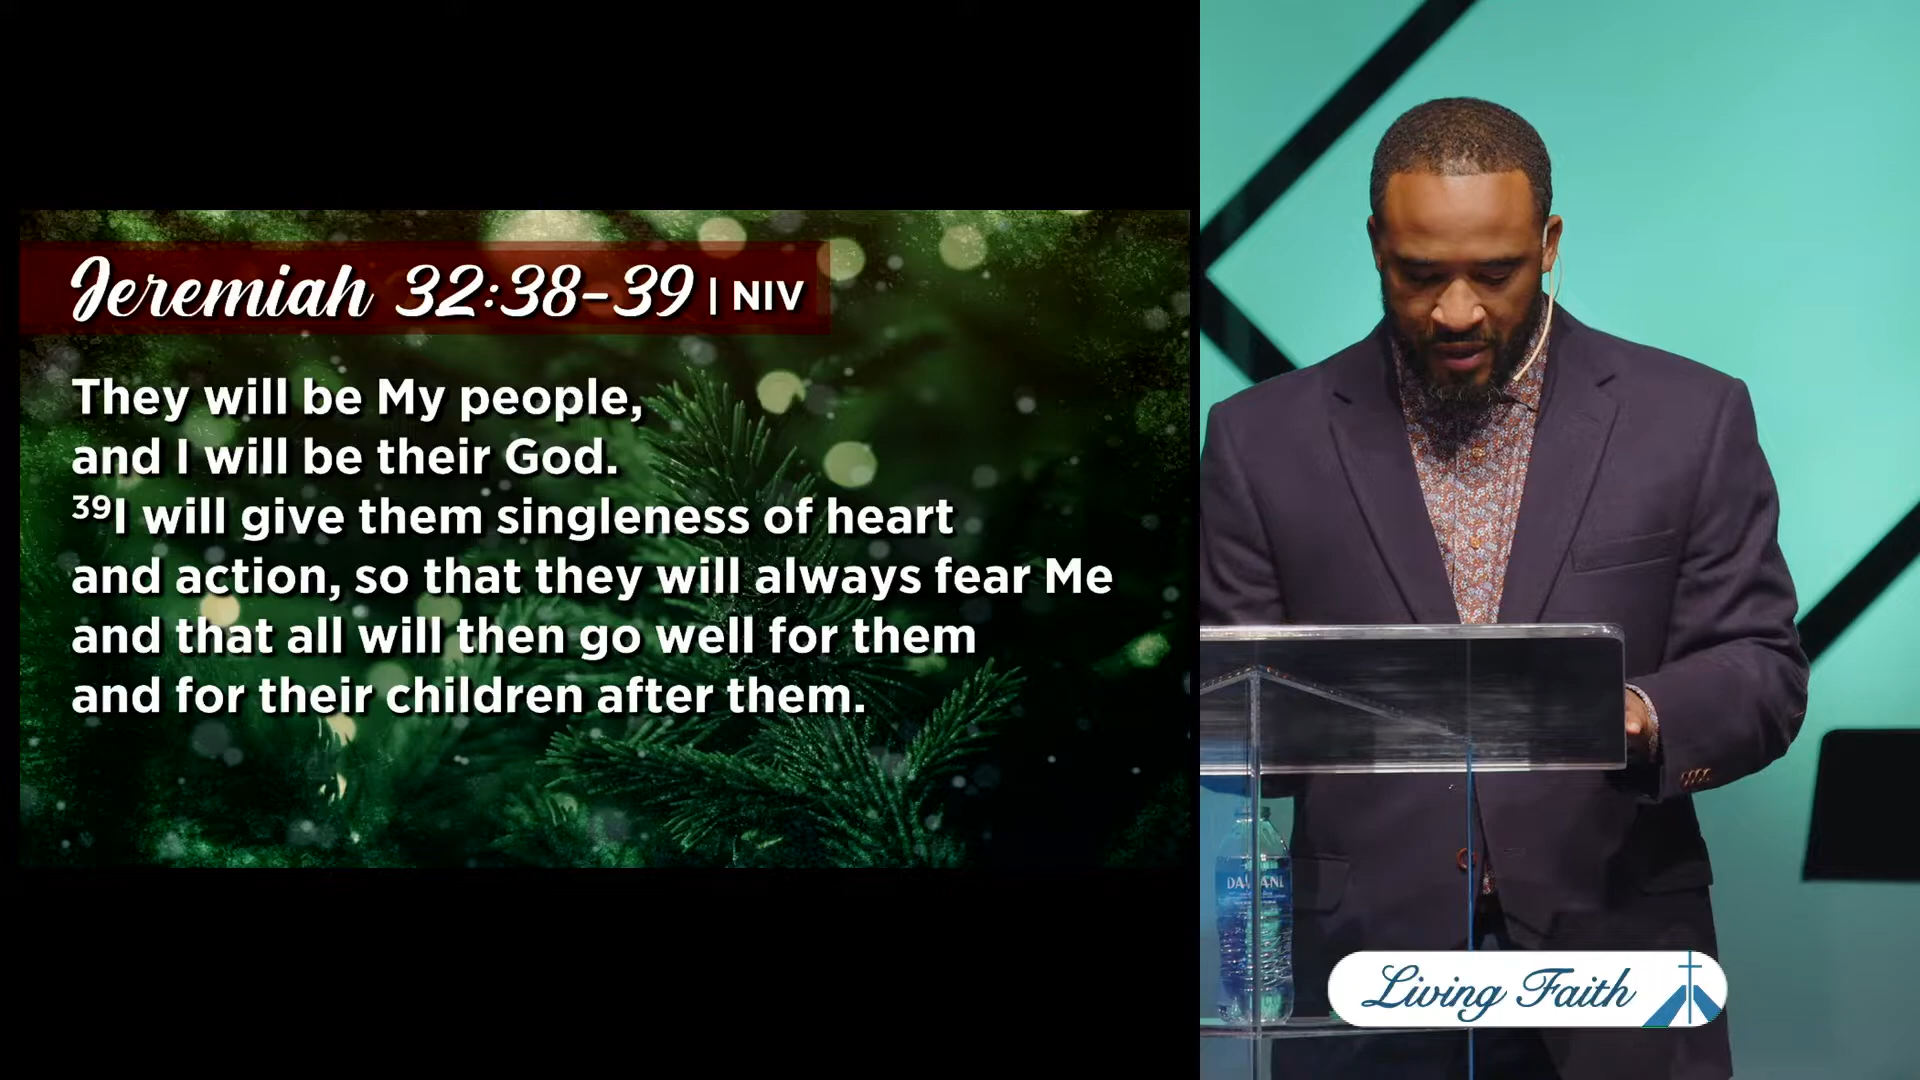 Jeremiah 32:38-39 | NIV
They will be My people,
and I will be their God.
39I will give them singleness of heart
and action, so that they will always fear Me
and that all will then go well for them
and for their children after them.
DASANI
Living Faith